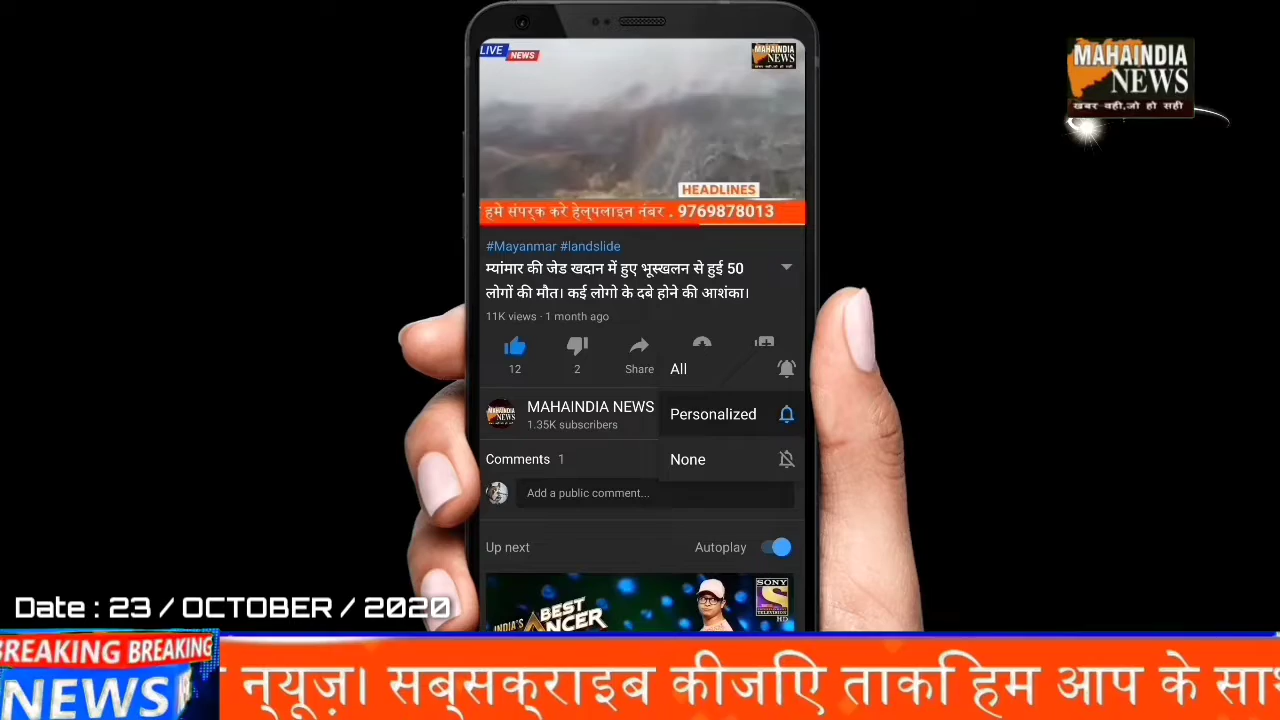 LIVE NEWS
MAHAINDIA
NEWS
MAHAINDIA
NEWS
खबर वही,जो हो सही
HEADLINES
हमे संपर्क करे हेल्पलाइन नंबर . 9769878013
#Mayanmar #landslide
म्यांमार की जेड खदान में हुए भूस्खलन से हुई 50
लोगों की मौत। कई लोगो के दबे होने की आशंका।
11K views · 1 month ago
12
2
Share
All
MAHAINDIA NEWS
1.35K subscribers
Personalized
Comments 1
None
Add a public comment...
Up next
Autoplay
INDIA'S BEST
DANCER
SONY
HD
Date : 23 / OCTOBER / 2020
BREAKING BREAKING
NEWS
न्यूज़। सब्सक्राइब कीजिए ताकि हम आप के साथ